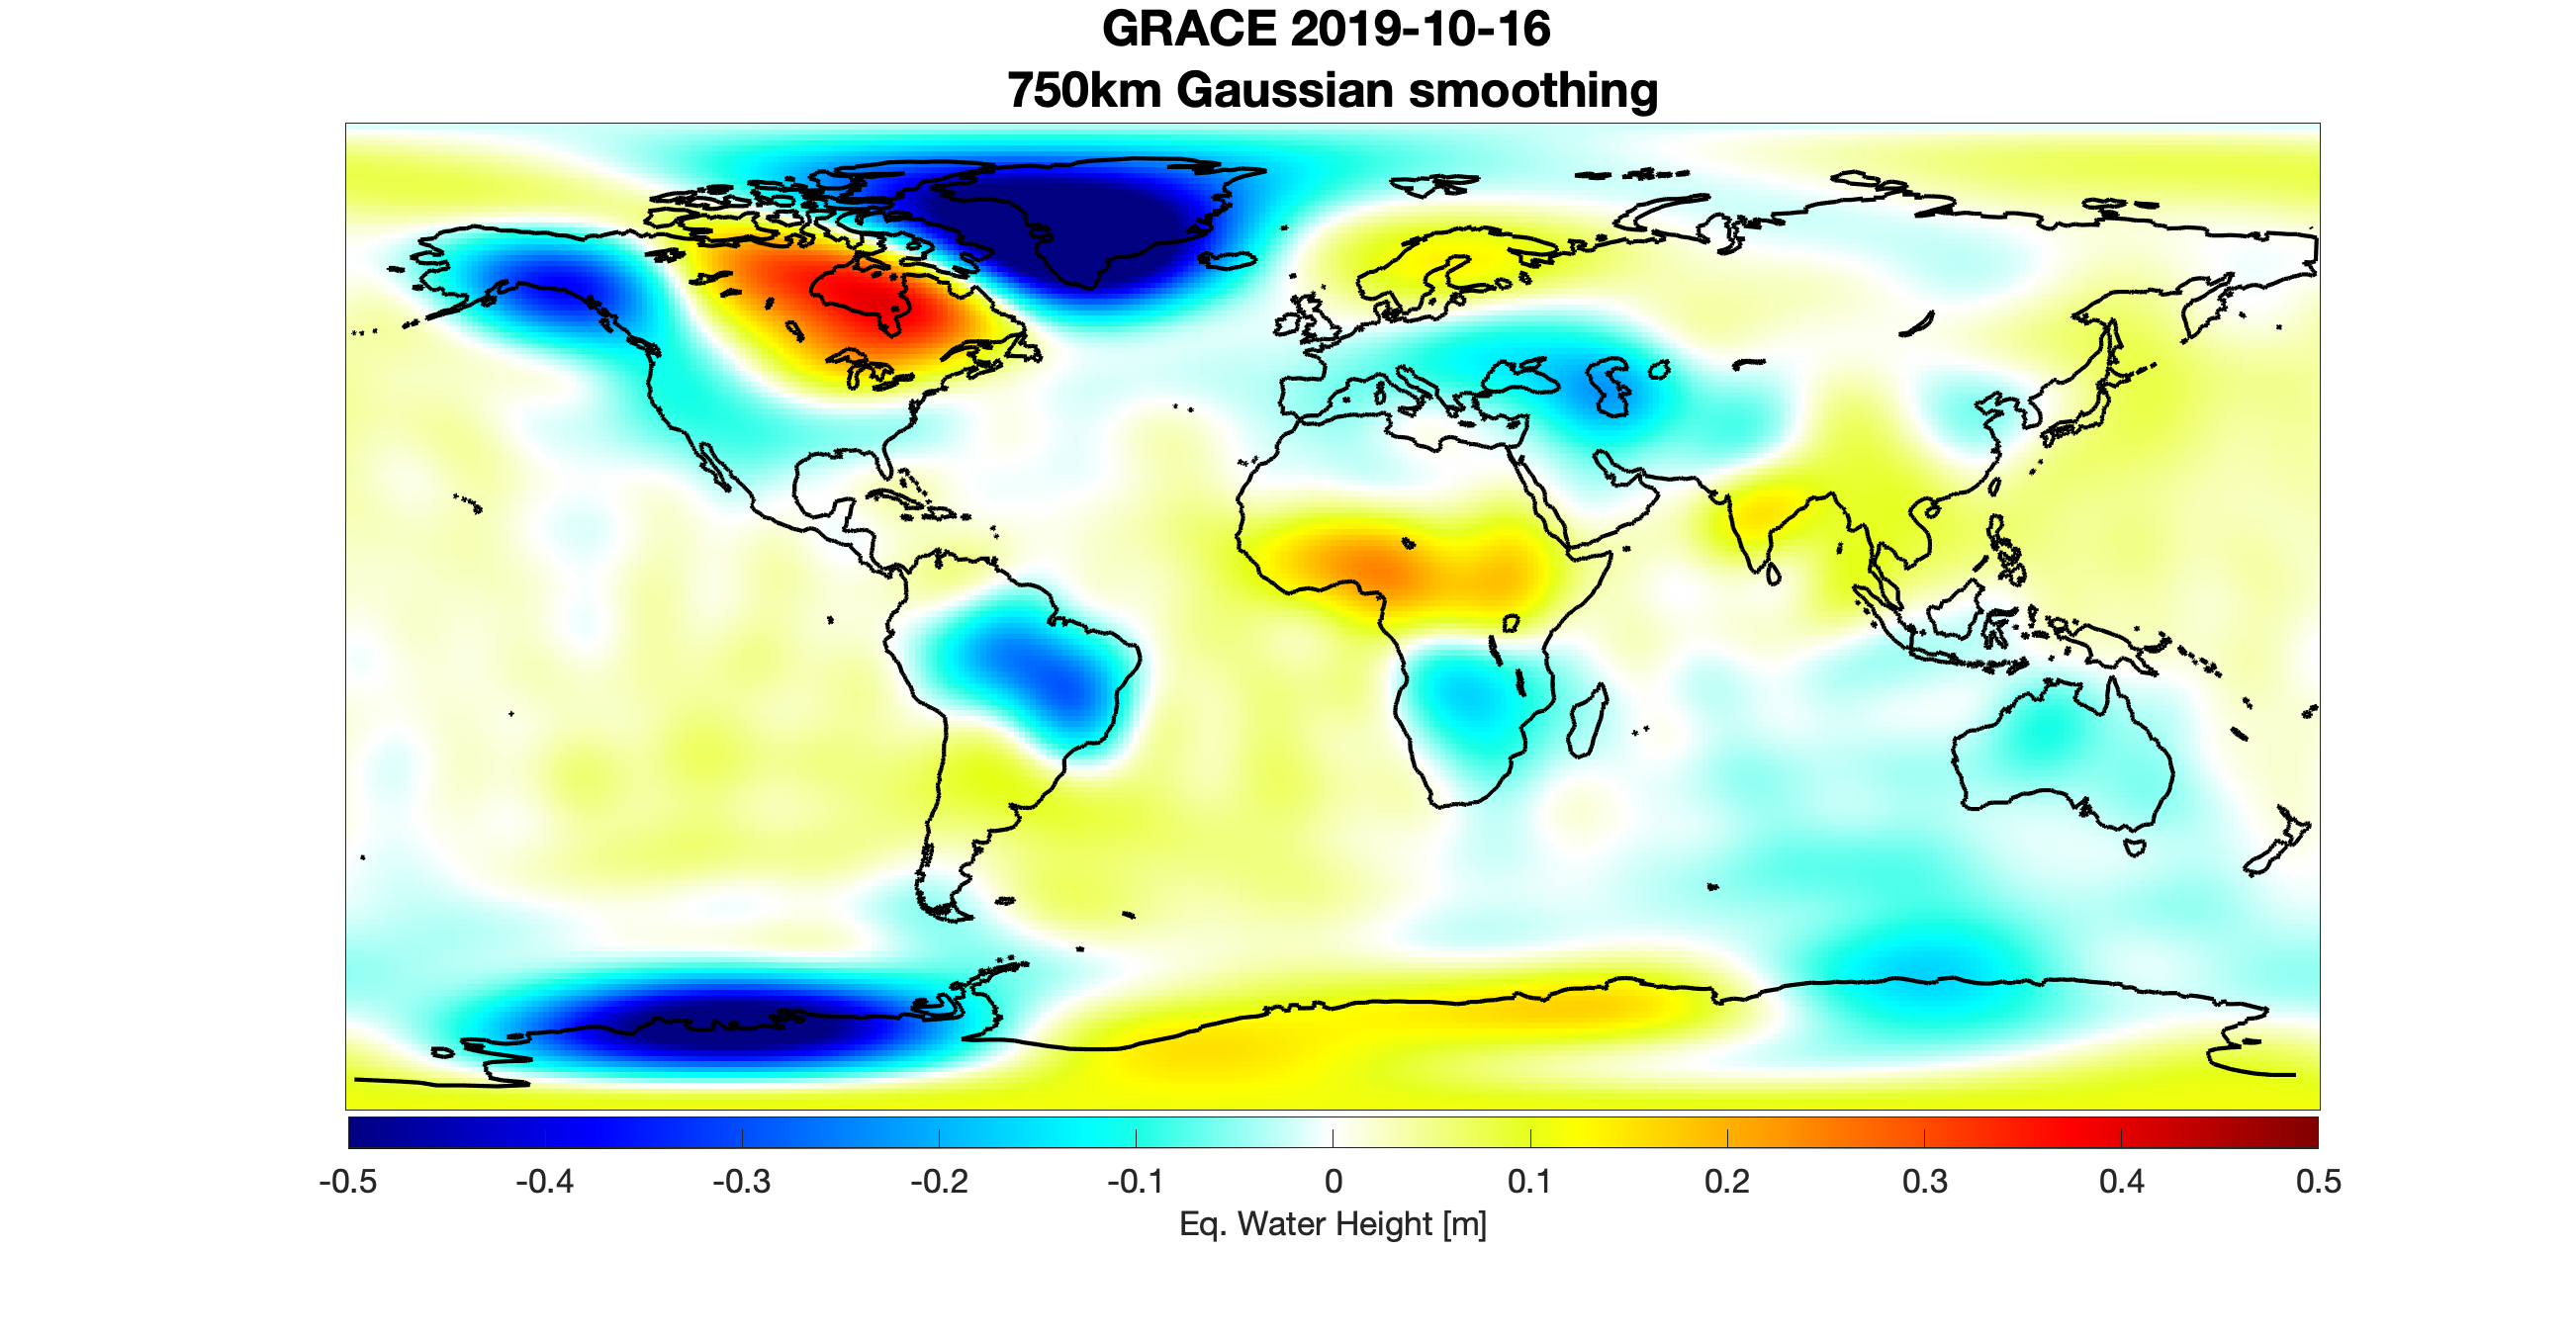 GRACE 2019-10-16
750km Gaussian smoothing
-0.5 -0.4 -0.3 -0.2 -0.1 0 0.1 0.2 0.3 0.4 0.5
Eq. Water Height [m]